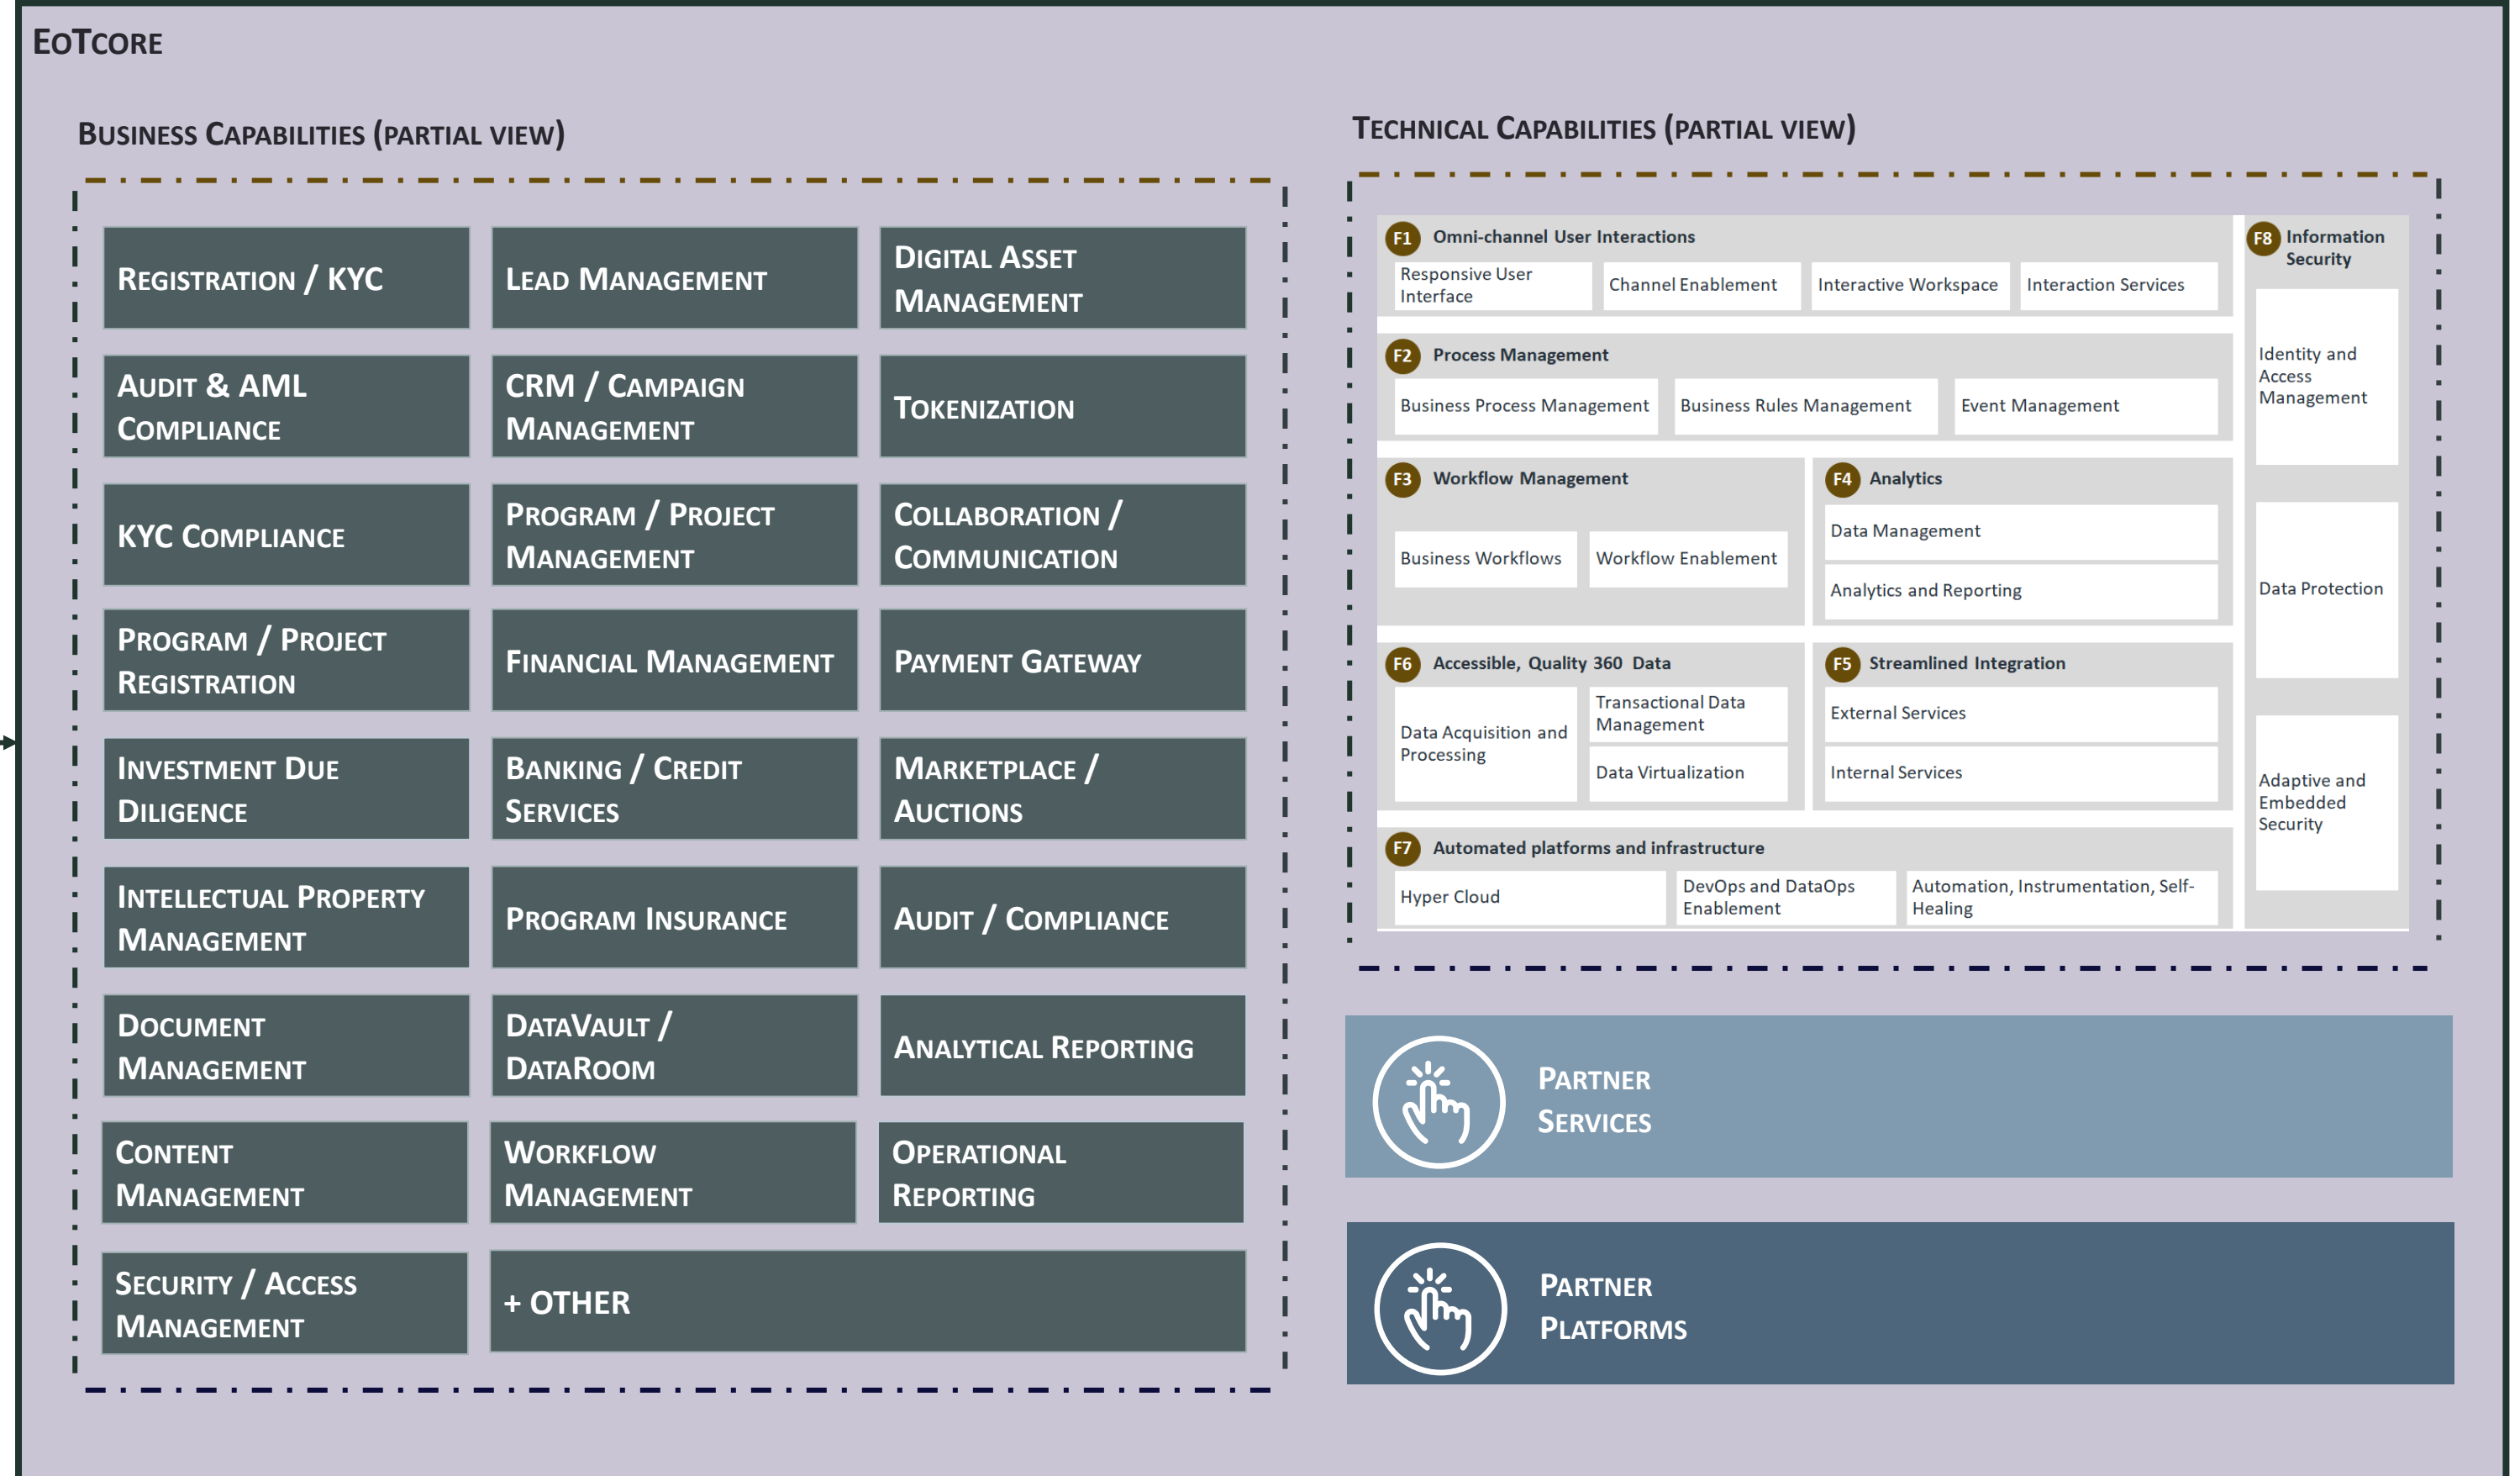 EoTcore
Business Capabilities (partial view)
Registration / KYC
Lead Management
Digital Asset
Management
Audit & AML
Compliance
CRM / Campaign
Management
Tokenization
KYC Compliance
Program / Project
Management
Collaboration /
Communication
Program / Project
Registration
Financial Management
Payment Gateway
Investment Due
Diligence
Banking / Credit
Services
Marketplace /
Auctions
Intellectual Property
Management
Program Insurance
Audit / Compliance
Document
Management
DataVault /
DataRoom
Analytical Reporting
Content
Management
Workflow
Management
Operational
Reporting
Security / Access
Management
+ OTHER
Technical Capabilities (partial view)
F1 Omni-channel User Interactions
Responsive User
Interface
Channel Enablement
Interactive Workspace
Interaction Services
F2 Process Management
Business Process Management
Business Rules Management
Event Management
F3 Workflow Management
Business Workflows
Workflow Enablement
F4 Analytics
Data Management
Analytics and Reporting
F6 Accessible, Quality 360 Data
Data Acquisition and
Processing
Transactional Data
Management
Data Virtualization
F5 Streamlined Integration
External Services
Internal Services
F7 Automated platforms and infrastructure
Hyper Cloud
DevOps and DataOps
Enablement
Automation, Instrumentation, Self-
Healing
F8 Information
Security
Identity and
Access
Management
Data Protection
Adaptive and
Embedded
Security
Partner
Services
Partner
Platforms